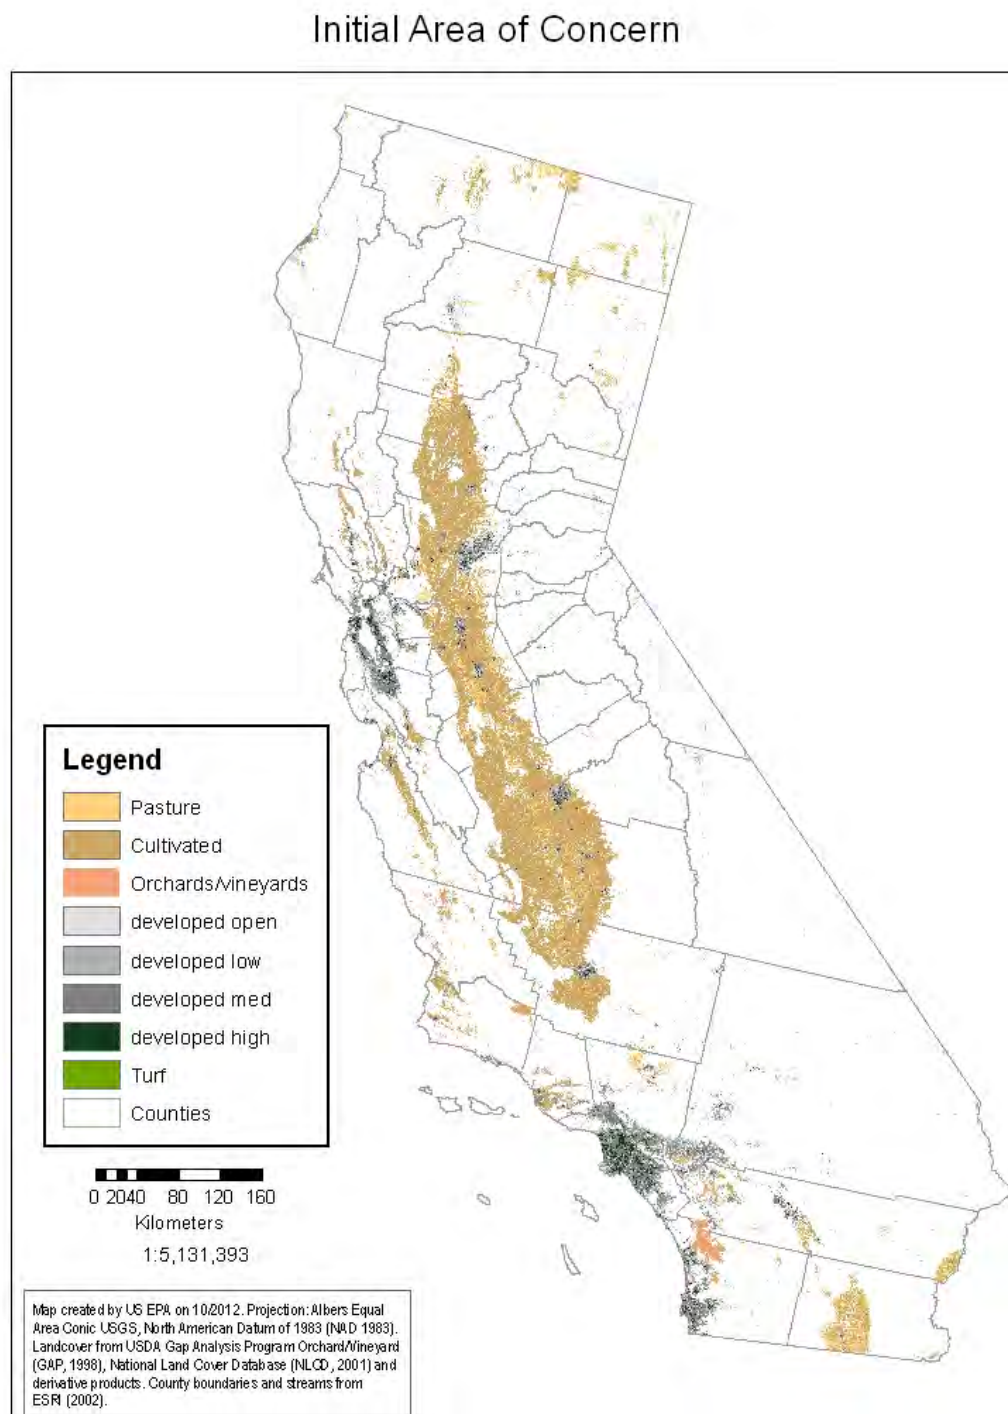 Initial Area of Concern
Legend
Pasture
Cultivated
Orchards/vineyards
developed open
developed low
developed med
developed high
Turf
Counties
0 2040 80 120 160
Kilometers
1:5,131,393
Map created by US EPA on 10/2012. Projection: Albers Equal
Area Conic USGS, North American Datum of 1983 (NAD 1983).
Landcover from USDA Gap Analysis Program Orchard/Vineyard
(GAP, 1998), National Land Cover Database (NLCD, 2001) and
derivative products. County boundaries and streams from
ESRI (2002).